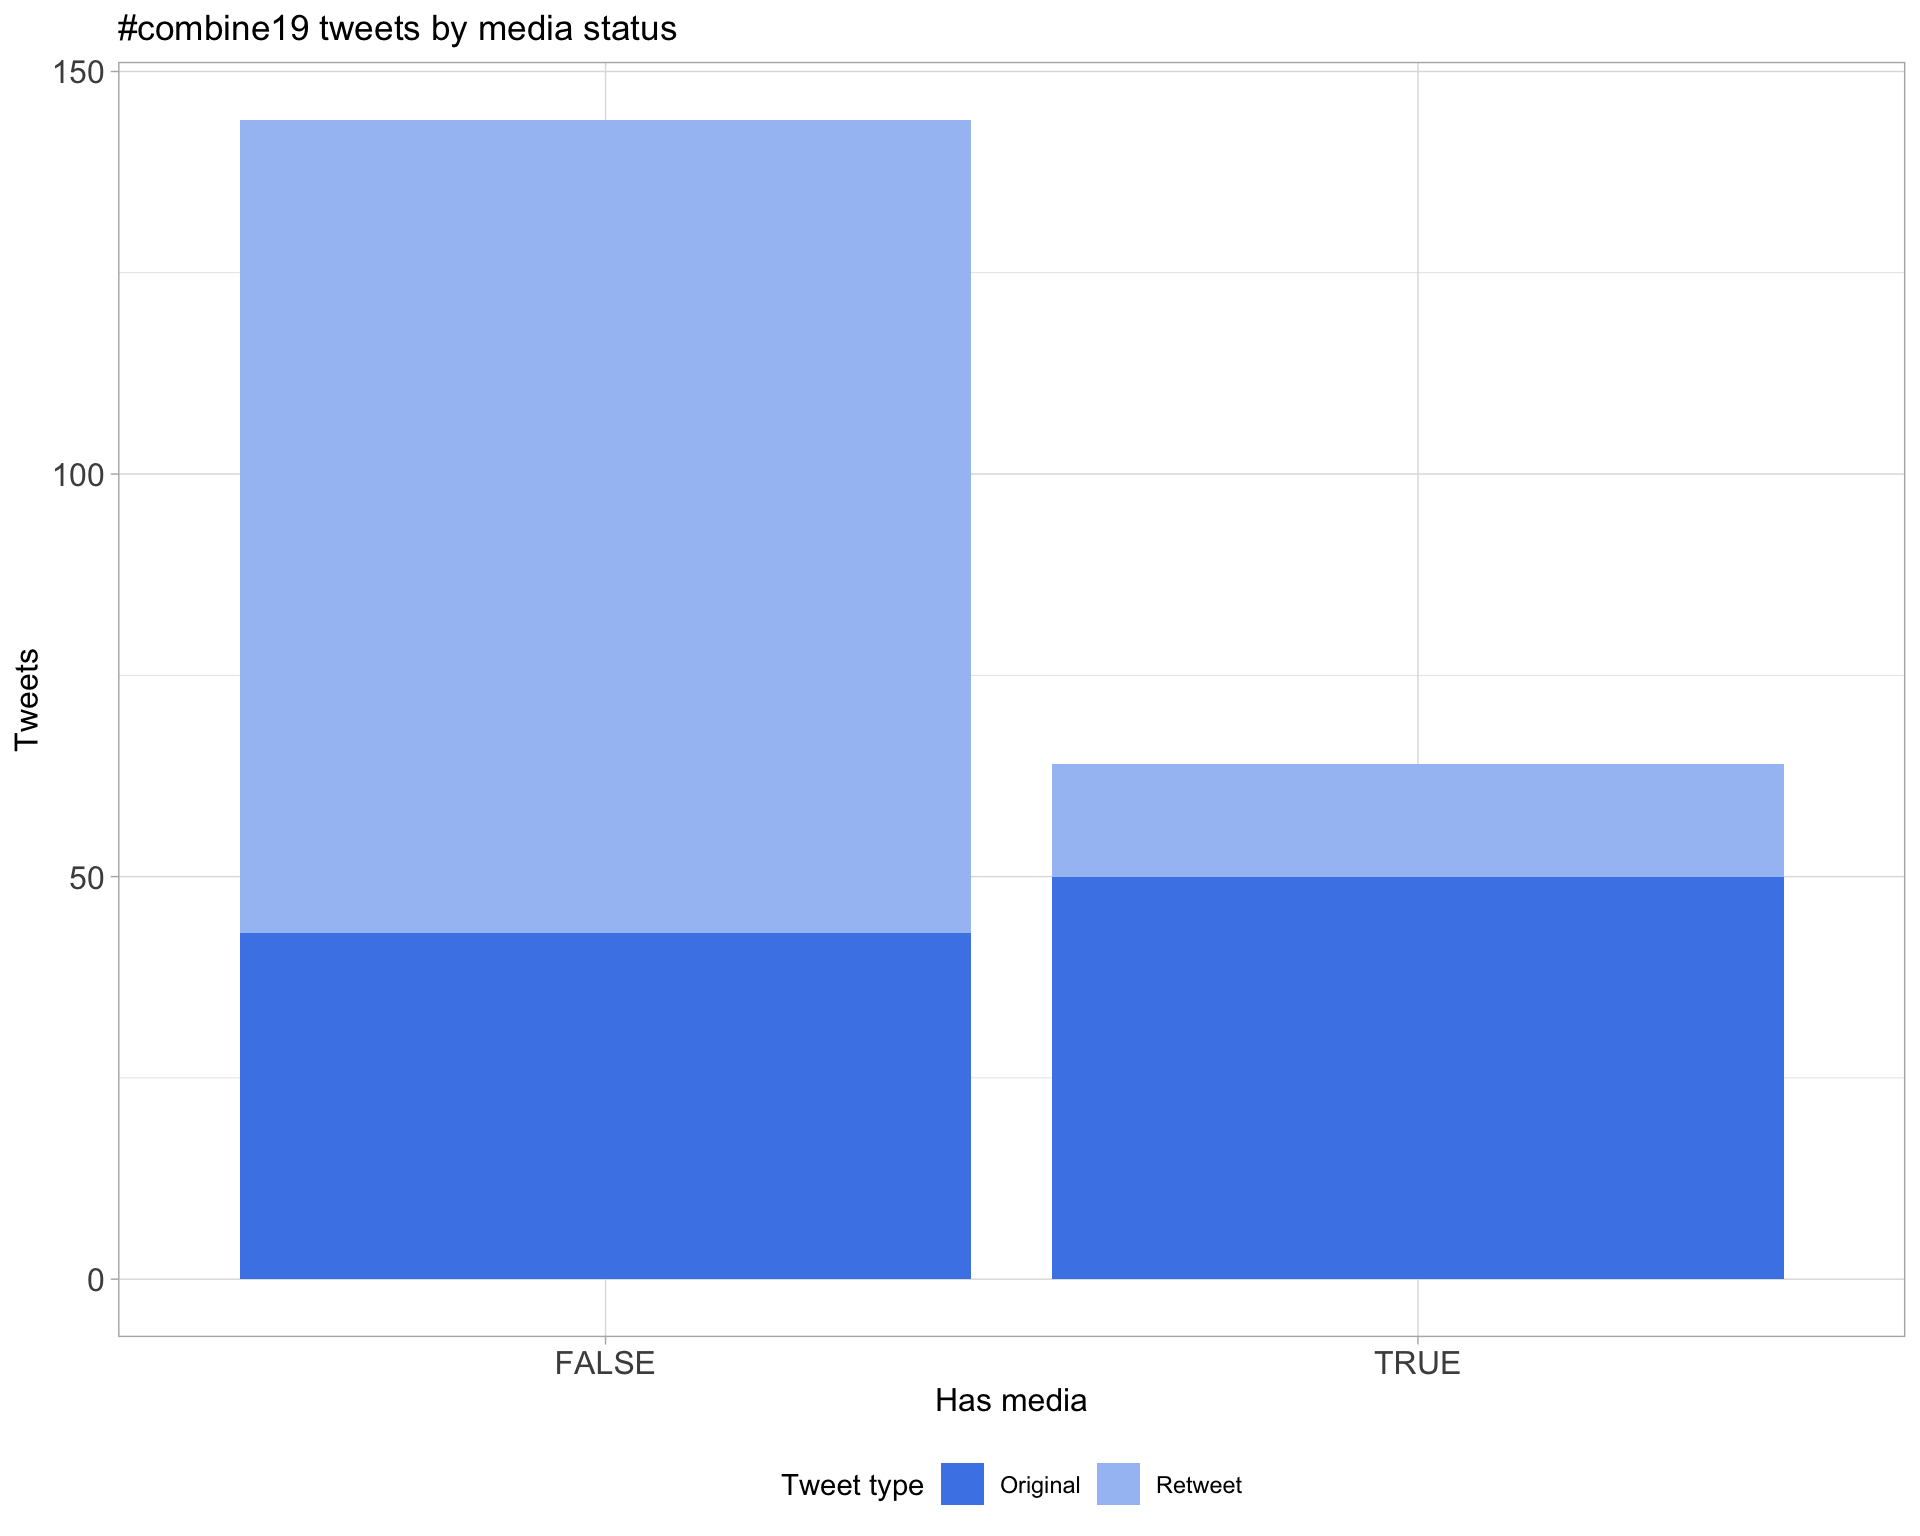 #combine19 tweets by media status
150
100
50
0
Tweets
FALSE
TRUE
Has media
Tweet type
Original
Retweet